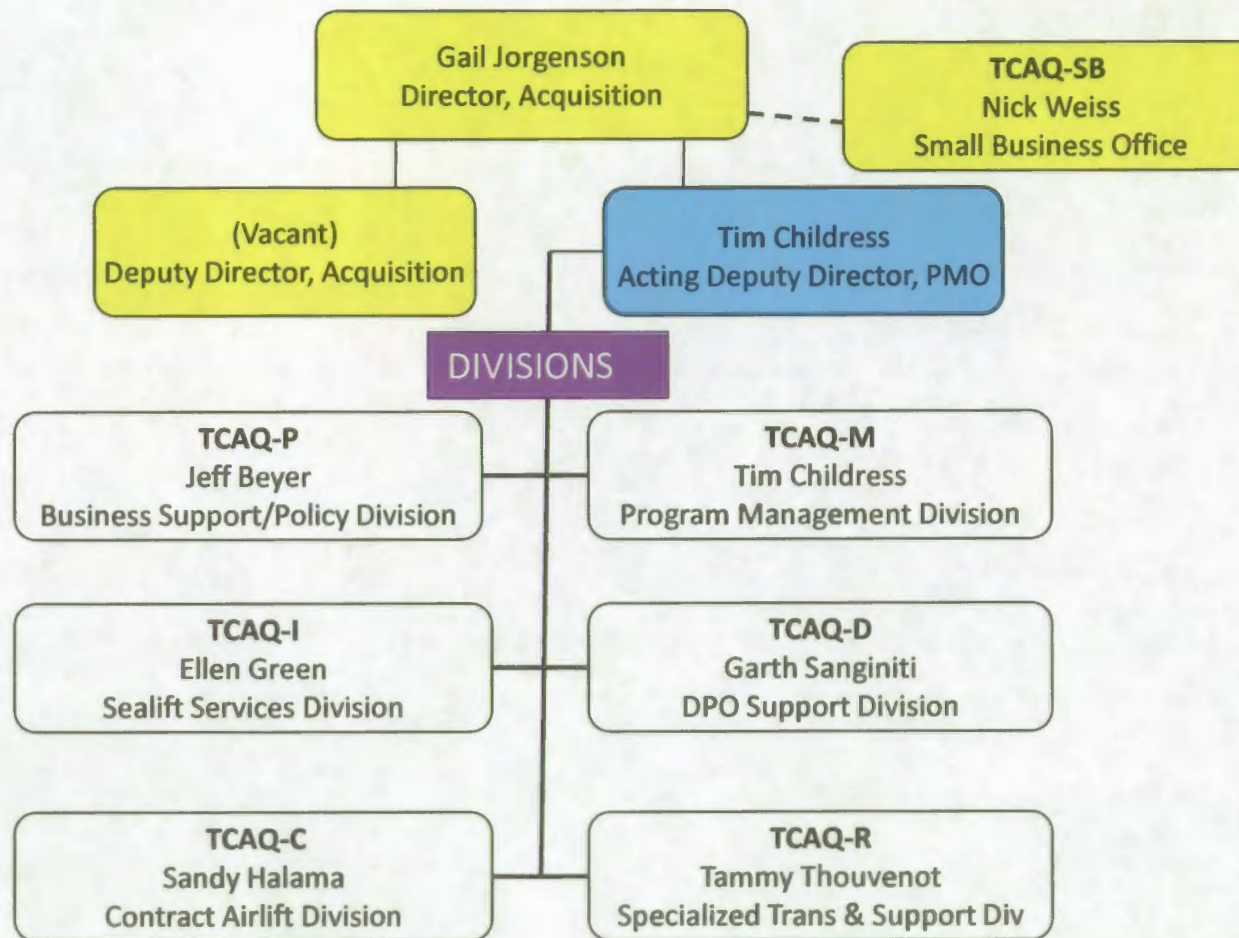 Gail Jorgenson
Director, Acquisition
TCAQ-SB
Nick Weiss
Small Business Office
(Vacant)
Deputy Director, Acquisition
Tim Childress
Acting Deputy Director, PMO
DIVISIONS
TCAQ-P
Jeff Beyer
Business Support/Policy Division
TCAQ-M
Tim Childress
Program Management Division
TCAQ-I
Ellen Green
Sealift Services Division
TCAQ-D
Garth Sanginiti
DPO Support Division
TCAQ-C
Sandy Halama
Contract Airlift Division
TCAQ-R
Tammy Thouvenot
Specialized Trans & Support Div